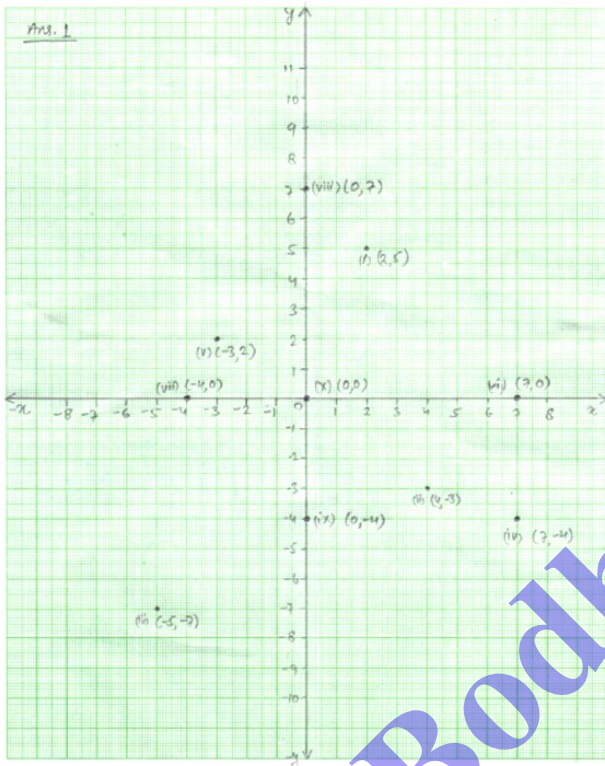 Ans. 1
y
11
10
9
8
7 (viii) (0,7)
6
5 (i) (2,5)
4
3
2
(v) (-3,2)
1
(vii) (-4,0) (x) (0,0) (vi) (7,0)
-x -8 -7 -6 -5 -4 -3 -2 -1 0 1 2 3 4 5 6 7 8 x
-1
-2
-3 (ii) (4,-3)
-4 (ix) (0,-4)
(iv) (7,-4)
-5
-6
-7
(-5,-7)
-8
-9
-10
-y
Bodh